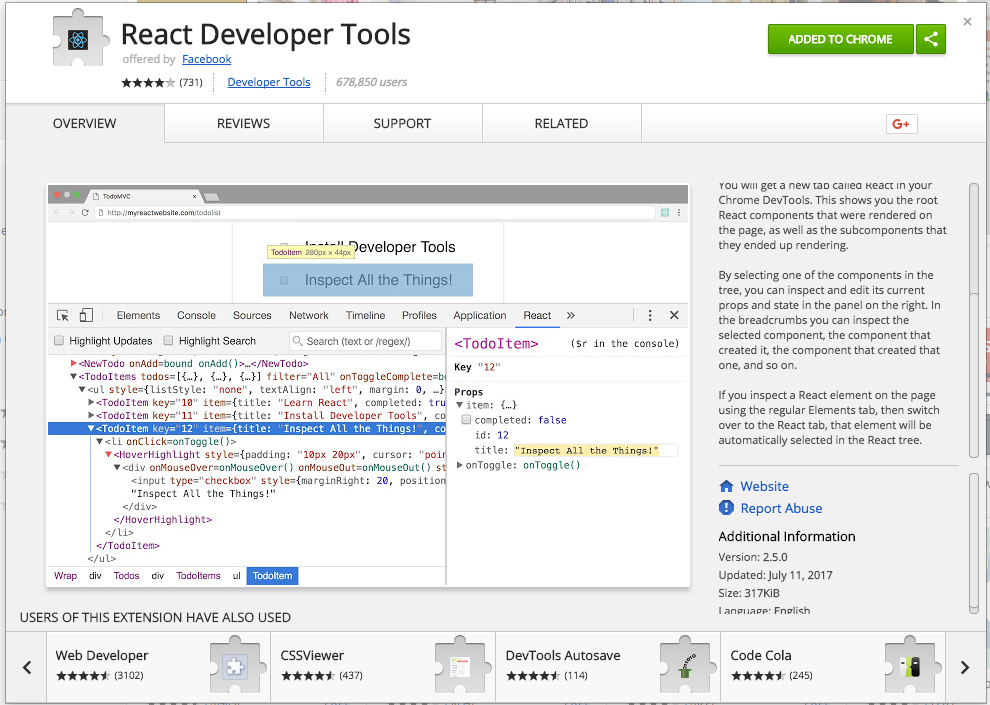 React Developer Tools
offered by Facebook
(731) Developer Tools 678,850 users
ADDED TO CHROME
OVERVIEW REVIEWS SUPPORT RELATED G+
TodoMVC
http://myreactwebsite.com/todolist
Install Developer Tools
TodoItem 280px × 44px
Inspect All the Things!
Elements Console Sources Network Timeline Profiles Application React »
Highlight Updates Highlight Search Search (text or /regex/)
<NewTodo onAdd=bound onAdd()>…</NewTodo>
<TodoItems todos=[{…}, {…}, {…}] filter="All" onToggleComplete=bo
<ul style={listStyle: "none", textAlign: "left", margin: 0, …}
<TodoItem key="10" item={title: "Learn React", completed: tru
<TodoItem key="11" item={title: "Install Developer Tools", co
<TodoItem key="12" item={title: "Inspect All the Things!", co
<li onClick=onToggle()>
<HoverHighlight style={padding: "10px 20px", cursor: "poin
<div onMouseOver=onMouseOver() onMouseOut=onMouseOut() st
<input type="checkbox" style={marginRight: 20, position
"Inspect All the Things!"
</div>
</HoverHighlight>
</li>
</TodoItem>
</ul>
Wrap div Todos div TodoItems ul TodoItem
<TodoItem> ($r in the console)
Key "12"
Props
item: {…}
completed: false
id: 12
title: "Inspect All the Things!"
onToggle: onToggle()
You will get a new tab called React in your
Chrome DevTools. This shows you the root
React components that were rendered on
the page, as well as the subcomponents that
they ended up rendering.
By selecting one of the components in the
tree, you can inspect and edit its current
props and state in the panel on the right. In
the breadcrumbs you can inspect the
selected component, the component that
created it, the component that created that
one, and so on.
If you inspect a React element on the page
using the regular Elements tab, then switch
over to the React tab, that element will be
automatically selected in the React tree.
Website
Report Abuse
Additional Information
Version: 2.5.0
Updated: July 11, 2017
Size: 317KiB
Language: English
USERS OF THIS EXTENSION HAVE ALSO USED
Web Developer
(3102)
CSSViewer
(437)
DevTools Autosave
(114)
Code Cola
(245)